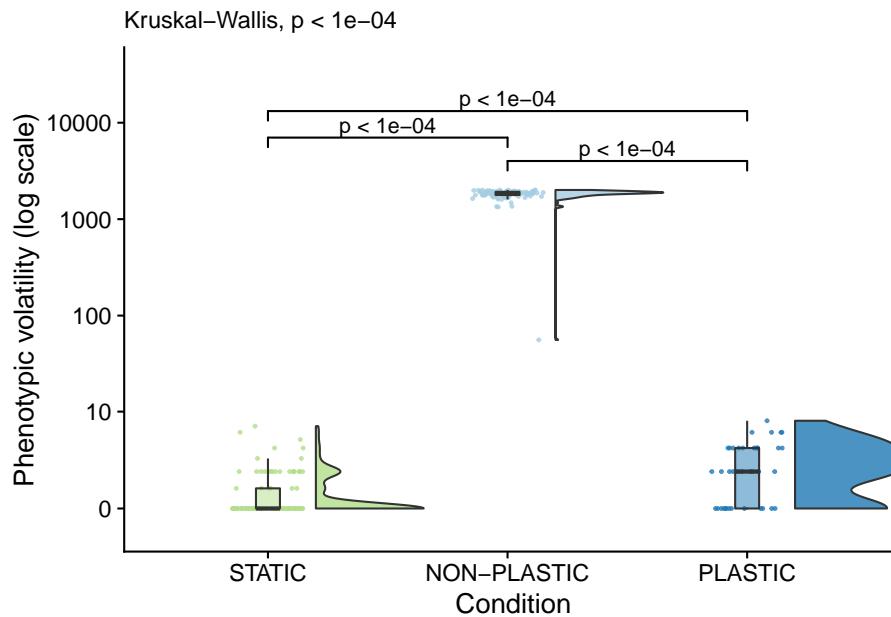 Kruskal−Wallis, p < 1e−04
p < 1e−04
p < 1e−04
p < 1e−04
Phenotypic volatility (log scale)
10000
1000
100
10
0
STATIC NON−PLASTIC PLASTIC
Condition